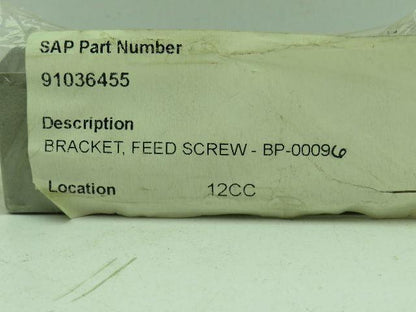 SAP Part Number
91036455
Description
BRACKET, FEED SCREW - BP-00096
Location 12CC